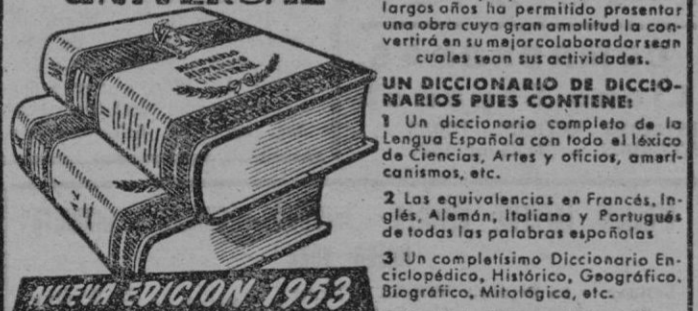 UNIVERSAL
largos años ha permitido presentar
una obra cuya gran amplitud la con-
vertirá en su mejor colaborador sean
cuales sean sus actividades.
UN DICCIONARIO DE DICCIO-
NARIOS PUES CONTIENE:
1 Un diccionario completo de la
Lengua Española con todo el léxico
de Ciencias, Artes y oficios, ameri-
canismos, etc.
2 Las equivalencias en Francés, In-
glés, Alemán, Italiano y Portugués
de todas las palabras españolas
3 Un completísimo Diccionario En-
ciclopédico, Histórico, Geográfico,
Biográfico, Mitológico, etc.
DICCIONARIO
UNIVERSAL
NUEVA EDICION 1953